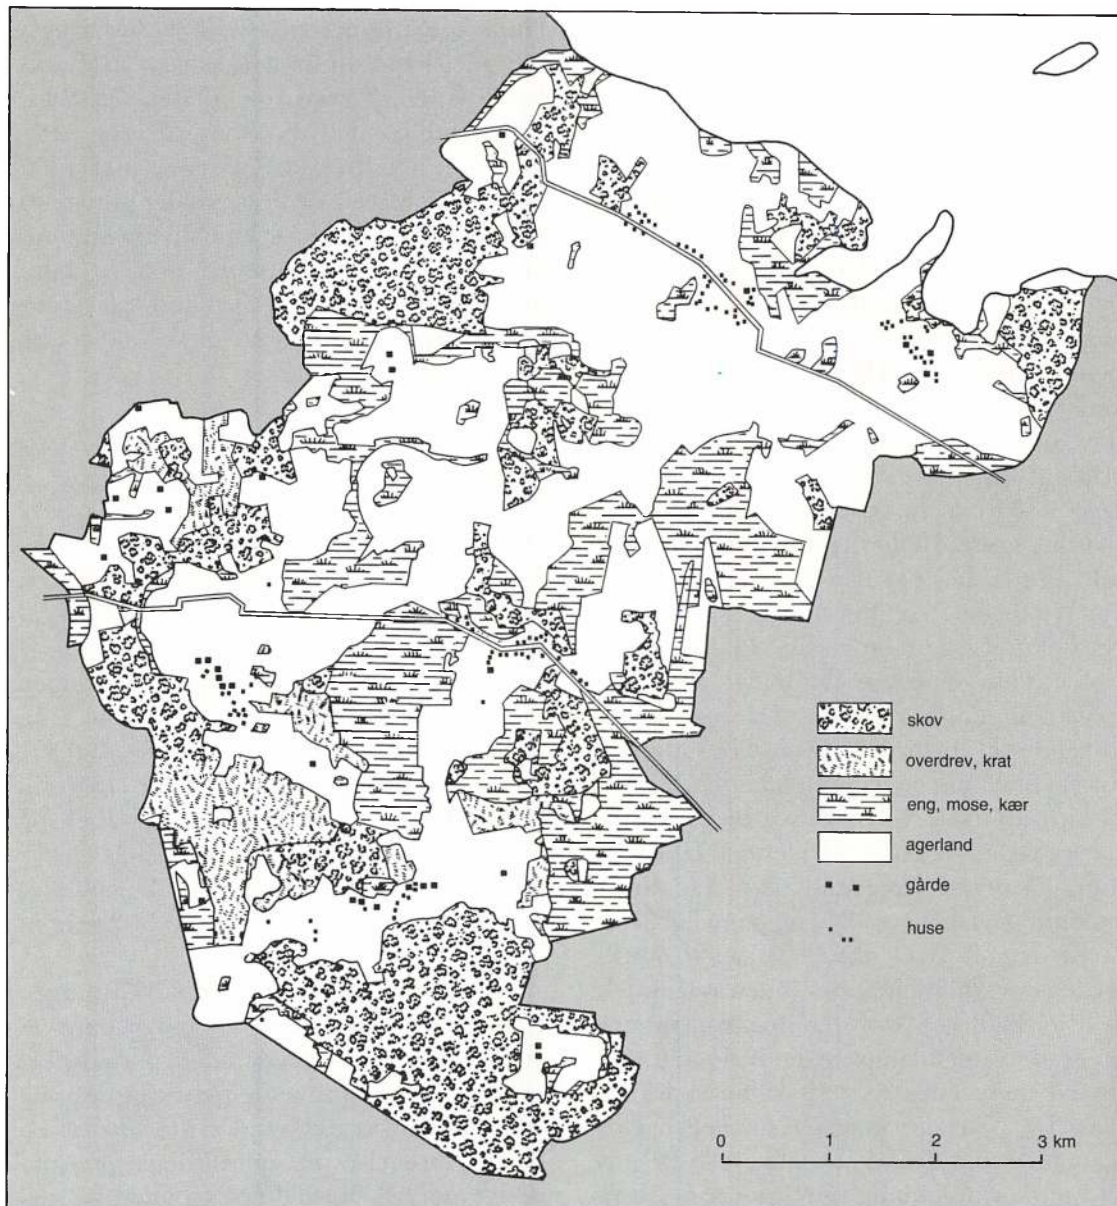 skov
overdrev, krat
eng, mose, kær
agerland
gårde
huse
0 1 2 3 km